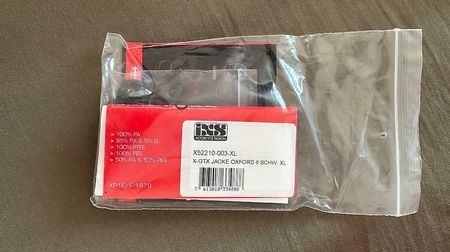 iXS
X52210-003-XL
X-GTX JACKE OXFORD II SCHW. XL
> 100% PA
> 95% PA & 5% EL
> 100% PTFE
> 100% PES
> 50% PA & 50% PES
XP1E/F-1879